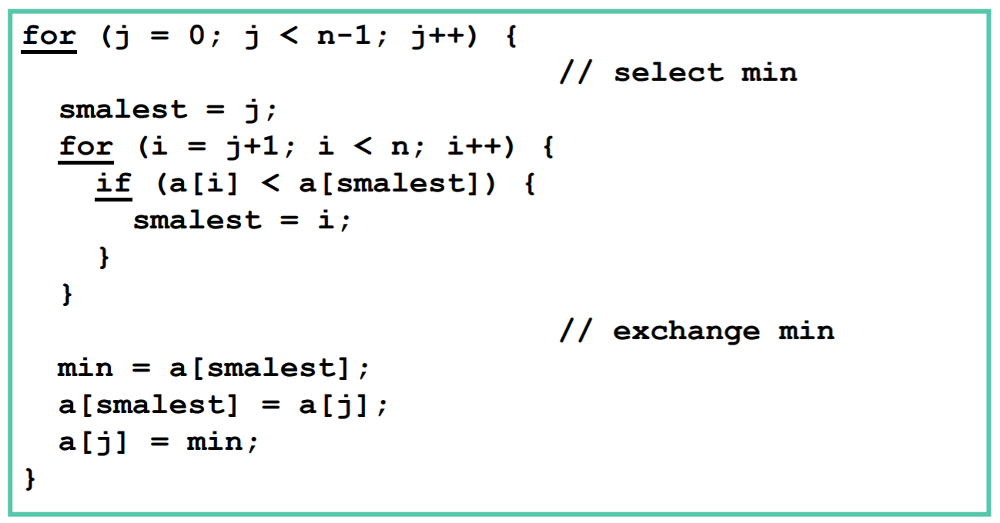 for (j = 0; j < n-1; j++) {
// select min
smalest = j;
for (i = j+1; i < n; i++) {
if (a[i] < a[smalest]) {
smalest = i;
}
}
// exchange min
min = a[smalest];
a[smalest] = a[j];
a[j] = min;
}